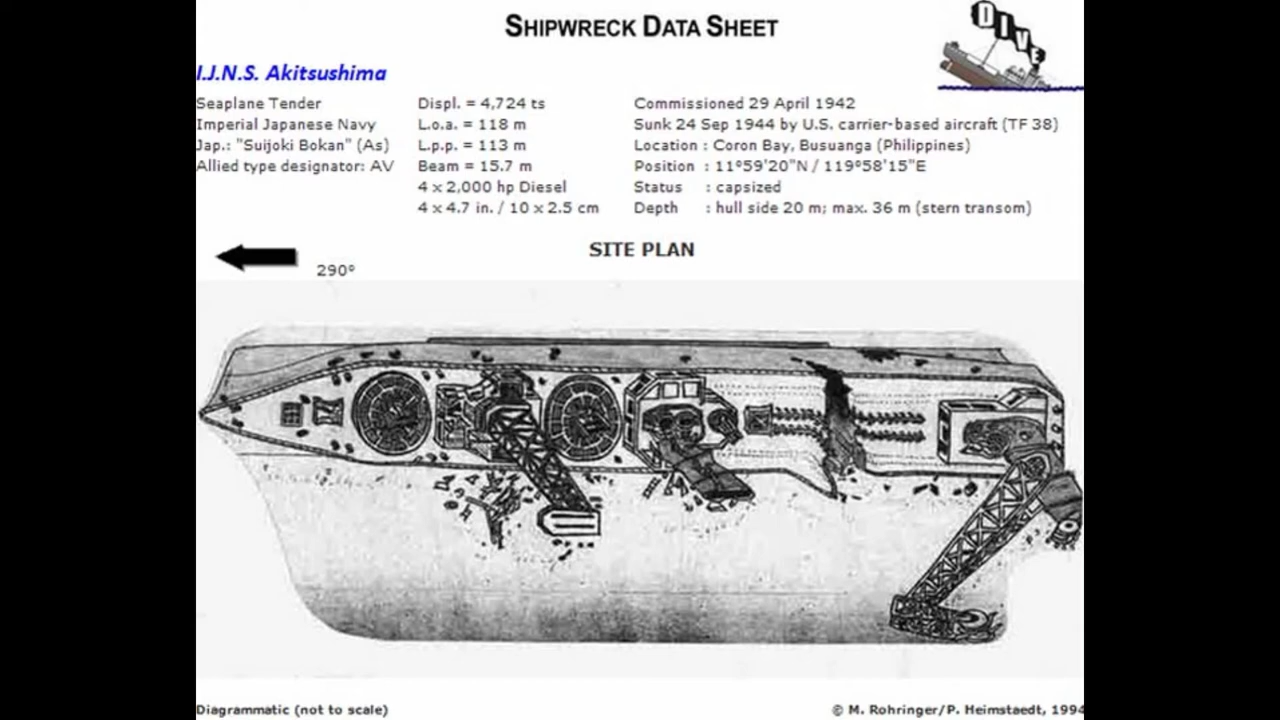 SHIPWRECK DATA SHEET
DIVE
I.J.N.S. Akitsushima
Seaplane Tender
Imperial Japanese Navy
Jap.: "Suijoki Bokan" (As)
Allied type designator: AV
Displ. = 4,724 ts
L.o.a. = 118 m
L.p.p. = 113 m
Beam = 15.7 m
4 x 2,000 hp Diesel
4 x 4.7 in. / 10 x 2.5 cm
Commissioned 29 April 1942
Sunk 24 Sep 1944 by U.S. carrier-based aircraft (TF 38)
Location : Coron Bay, Busuanga (Philippines)
Position : 11°59'20"N / 119°58'15"E
Status : capsized
Depth : hull side 20 m; max. 36 m (stern transom)
SITE PLAN
290°
Diagrammatic (not to scale)
© M. Rohringer/P. Heimstaedt, 1994